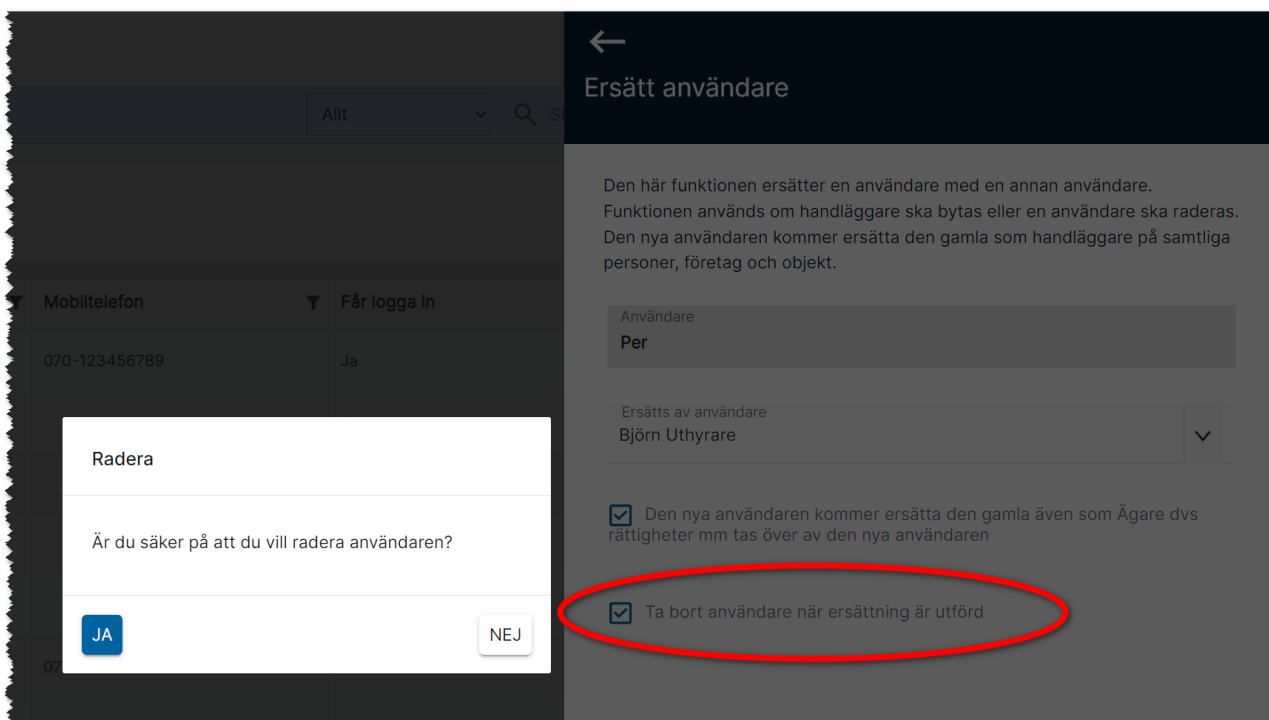 Ersätt användare
Allt
Den här funktionen ersätter en användare med en annan användare.
Funktionen används om handläggare ska bytas eller en användare ska raderas.
Den nya användaren kommer ersätta den gamla som handläggare på samtliga
personer, företag och objekt.
Mobiltelefon
Får logga in
070-123456789
Ja
Användare
Per
Ersätts av användare
Björn Uthyrare
Den nya användaren kommer ersätta den gamla även som Ägare dvs
rättigheter mm tas över av den nya användaren
Ta bort användare när ersättning är utförd
Radera
Är du säker på att du vill radera användaren?
JA
NEJ